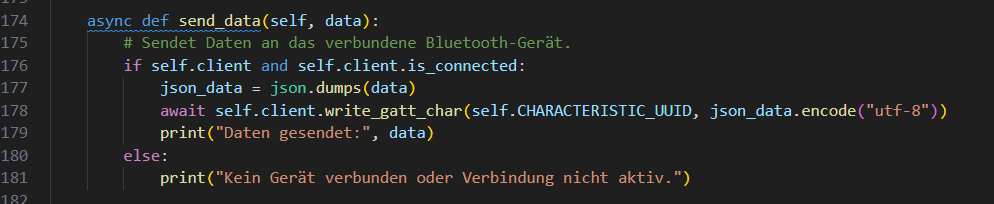 174 async def send_data(self, data):
175 # Sendet Daten an das verbundene Bluetooth-Gerät.
176 if self.client and self.client.is_connected:
177 json_data = json.dumps(data)
178 await self.client.write_gatt_char(self.CHARACTERISTIC_UUID, json_data.encode("utf-8"))
179 print("Daten gesendet:", data)
180 else:
181 print("Kein Gerät verbunden oder Verbindung nicht aktiv.")
182